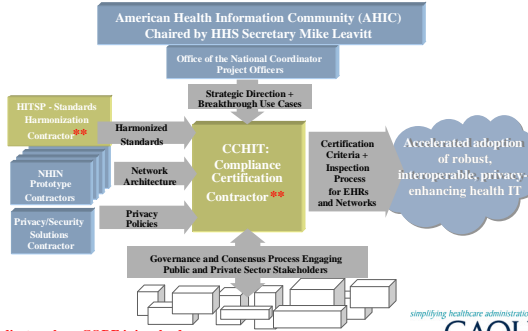 American Health Information Community (AHIC)
Chaired by HHS Secretary Mike Leavitt
Office of the National Coordinator
Project Officers
Strategic Direction +
Breakthrough Use Cases
HITSP - Standards
Harmonization
Contractor**
Harmonized
Standards
NHIN
Prototype
Contractors
Network
Architecture
Privacy/Security
Solutions
Contractor
Privacy
Policies
CCHIT:
Compliance
Certification
Contractor**
Certification
Criteria +
Inspection
Process
for EHRs
and Networks
Accelerated adoption
of robust,
interoperable, privacy-
enhancing health IT
Governance and Consensus Process Engaging
Public and Private Sector Stakeholders
simplifying healthcare administration